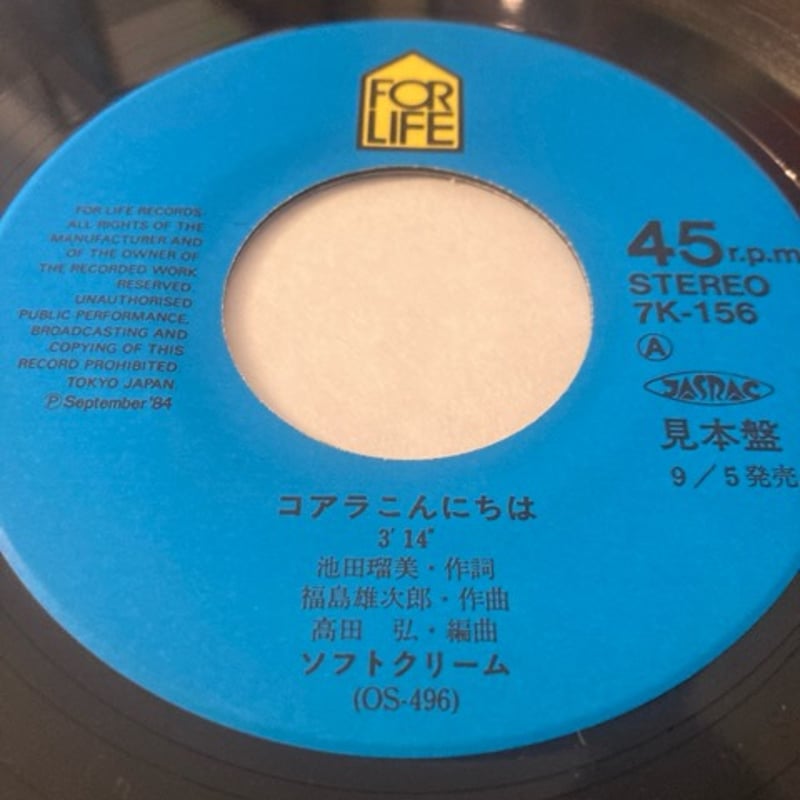 FOR
LIFE
FOR LIFE RECORDS·
ALL RIGHTS OF THE
MANUFACTURER AND
OF THE OWNER OF
THE RECORDED WORK
RESERVED.
UNAUTHORISED
PUBLIC PERFORMANCE,
BROADCASTING AND
COPYING OF THIS
RECORD PROHIBITED.
TOKYO JAPAN.
Ⓟ September '84
45 r.p.m
STEREO
7K-156
Ⓐ
JASRAC
見本盤
9／5発売
コアラこんにちは
3′14″
池田瑠美・作詞
福島雄次郎・作曲
高田　弘・編曲
ソフトクリーム
(OS-496)